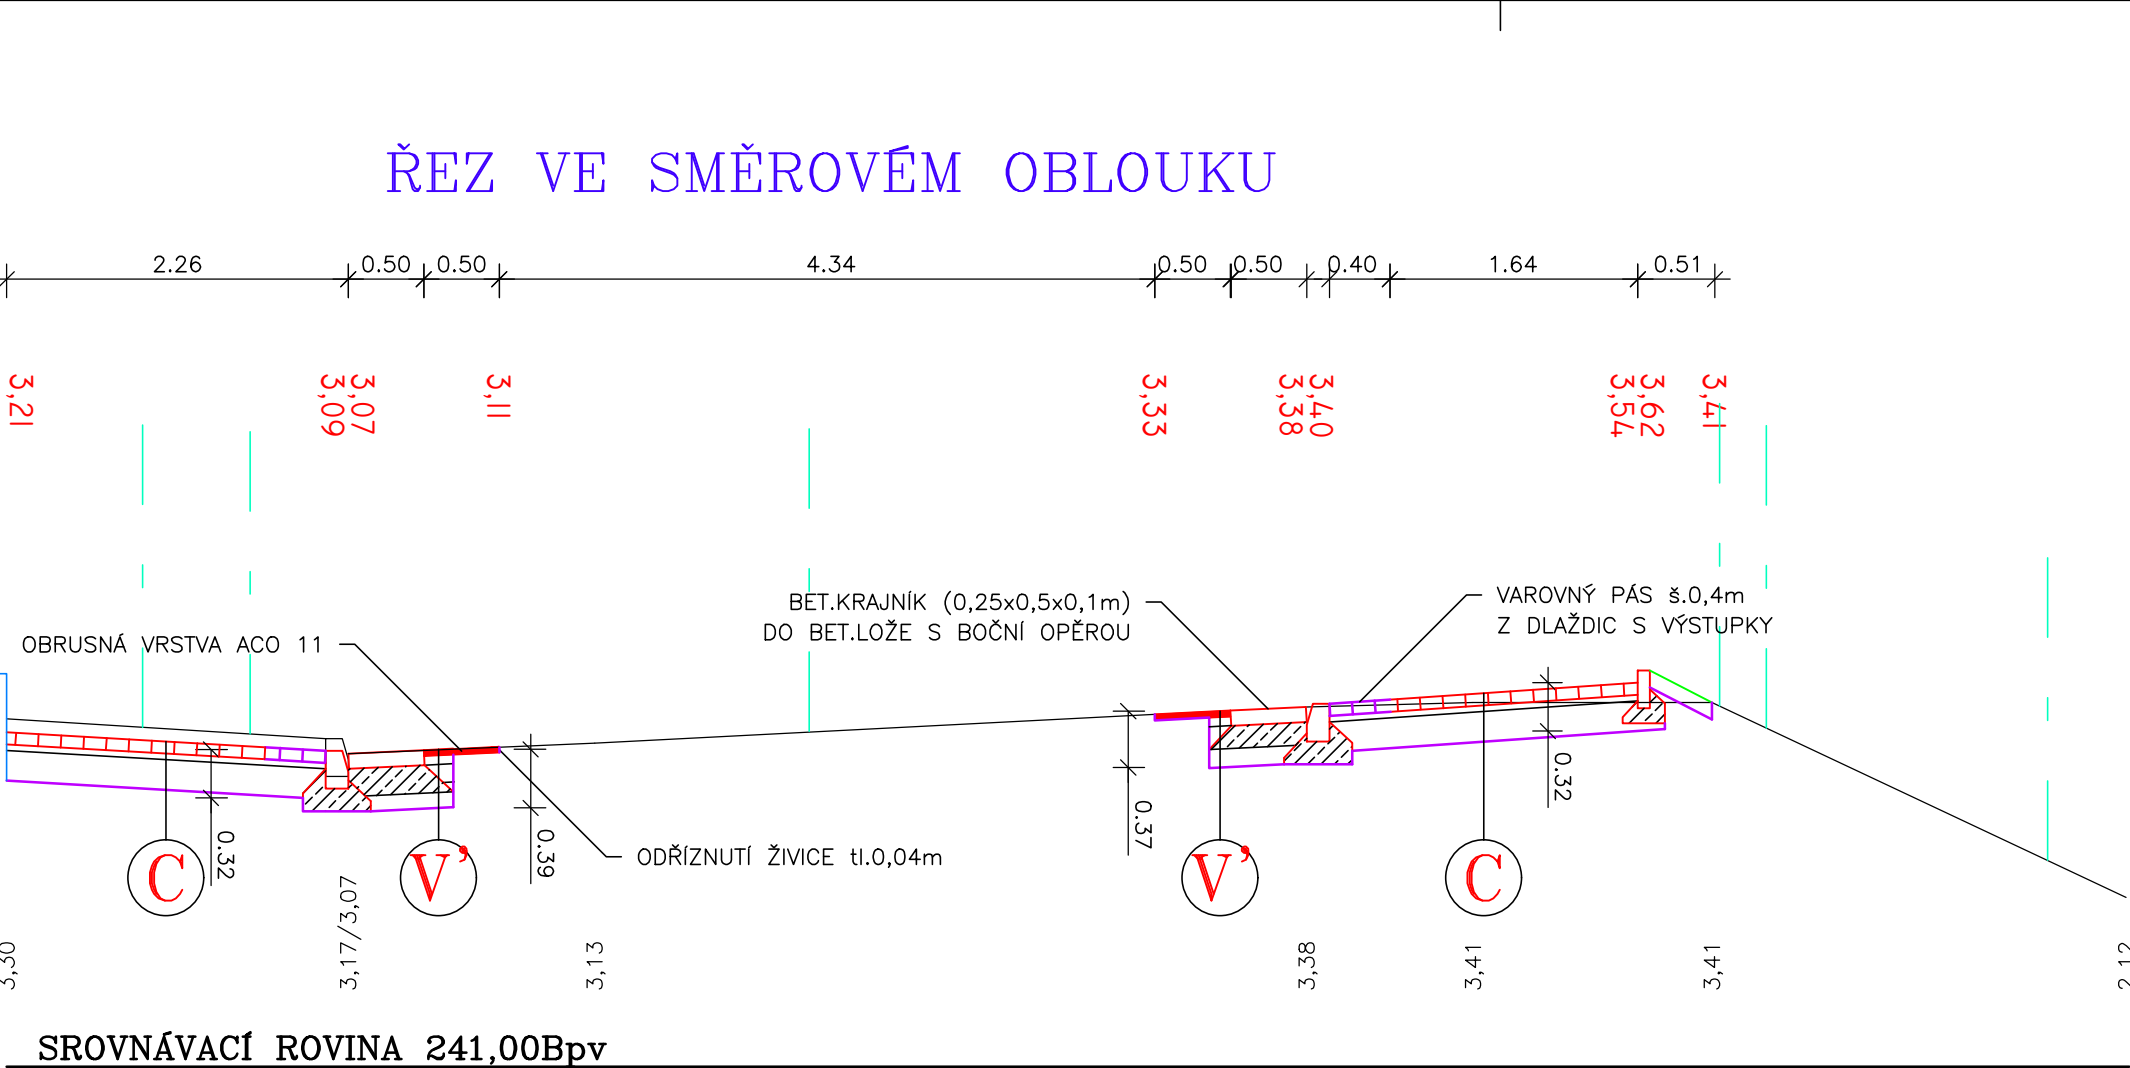 ŘEZ VE SMĚROVÉM OBLOUKU
2.26 0.50 0.50 4.34 0.50 0.50 0.40 1.64 0.51
3,21 3,09 3,07 3,11 3,33 3,38 3,40 3,54 3,62 3,41
BET.KRAJNÍK (0,25x0,5x0,1m)
DO BET.LOŽE S BOČNÍ OPĚROU
VAROVNÝ PÁS š.0,4m
Z DLAŽDIC S VÝSTUPKY
OBRUSNÁ VRSTVA ACO 11
ODŘÍZNUTÍ ŽIVICE tl.0,04m
0.32 0.39 0.37 0.32
C V' V' C
3,30 3,17/3,07 3,13 3,38 3,41 3,41 2,12
SROVNÁVACÍ ROVINA 241,00Bpv